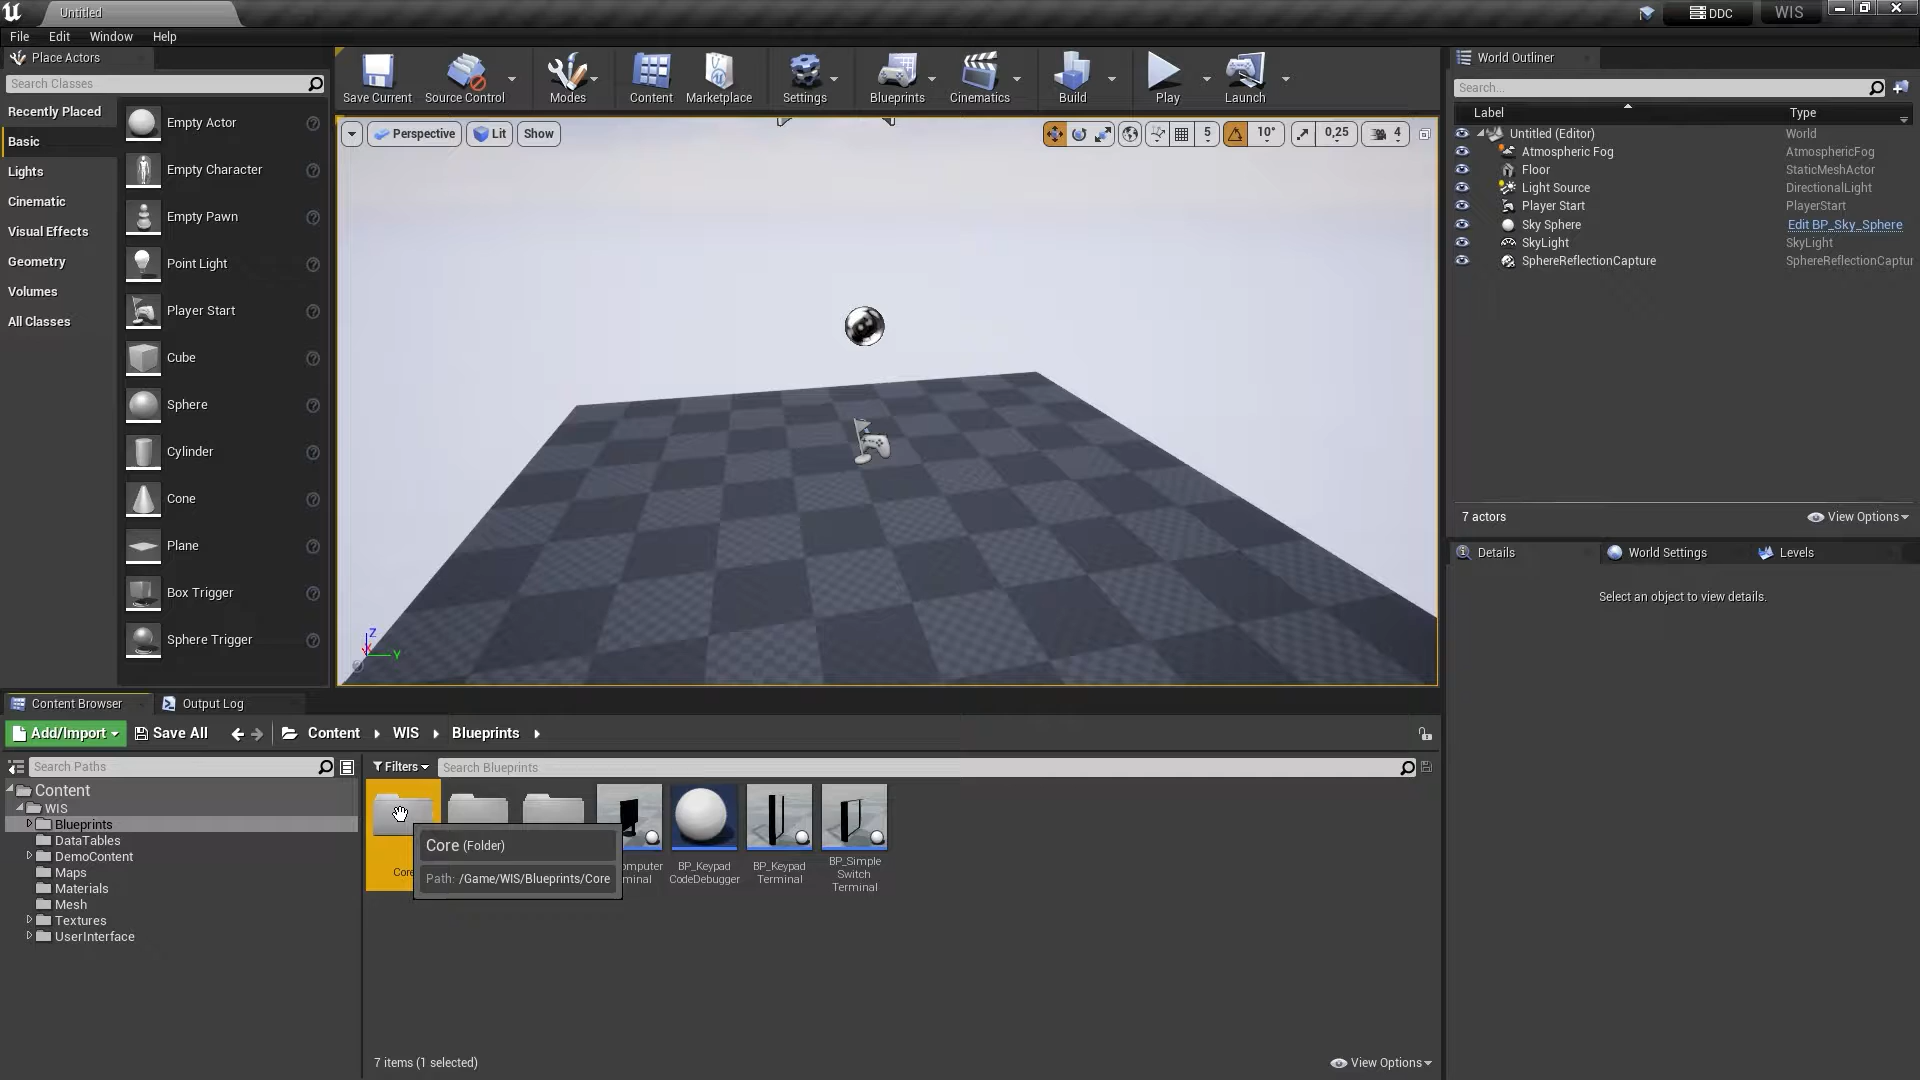 Untitled
DDC
WIS
File Edit Window Help
Place Actors
Search Classes
Recently Placed
Basic
Lights
Cinematic
Visual Effects
Geometry
Volumes
All Classes
Empty Actor
Empty Character
Empty Pawn
Point Light
Player Start
Cube
Sphere
Cylinder
Cone
Plane
Box Trigger
Sphere Trigger
Save Current
Source Control
Modes
Content
Marketplace
Settings
Blueprints
Cinematics
Build
Play
Launch
Perspective
Lit
Show
5
10°
0,25
4
Z
X
Y
World Outliner
Search...
Label Type
Untitled (Editor) World
Atmospheric Fog AtmosphericFog
Floor StaticMeshActor
Light Source DirectionalLight
Player Start PlayerStart
Sky Sphere Edit BP_Sky_Sphere
SkyLight SkyLight
SphereReflectionCapture SphereReflectionCaptur
7 actors
View Options
Details
World Settings
Levels
Select an object to view details.
Content Browser
Output Log
Add/Import
Save All
Content
WIS
Blueprints
Search Paths
Filters
Search Blueprints
Content
WIS
Blueprints
DataTables
DemoContent
Maps
Materials
Mesh
Textures
UserInterface
Core
Core (Folder)
Path: /Game/WIS/Blueprints/Core
omputer
minal
BP_Keypad
CodeDebugger
BP_Keypad
Terminal
BP_Simple
Switch
Terminal
7 items (1 selected)
View Options